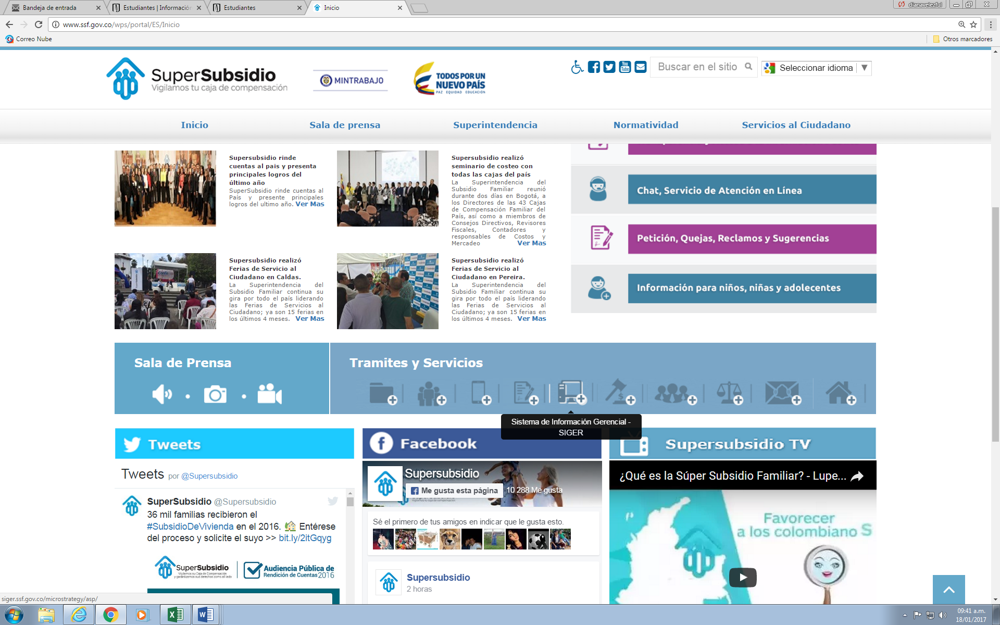 Bandeja de entrada
Estudiantes | Información
Estudiantes
Inicio
dianavelezful
www.ssf.gov.co/wps/portal/ES/Inicio
Correo Nube
Otros marcadores
SuperSubsidio
Vigilamos tu caja de compensación
MINTRABAJO
TODOS POR UN
NUEVO PAÍS
PAZ EQUIDAD EDUCACIÓN
You Tube
Buscar en el sitio
Seleccionar idioma
Inicio
Sala de prensa
Superintendencia
Normatividad
Servicios al Ciudadano
Supersubsidio rinde
cuentas al pais y presenta
principales logros del
último año
SuperSubsidio rinde cuentas al
País y presente principales
logros del ultimo año. Ver Mas
Supersubsidio realizó
seminario de costeo con
todas las cajas del país
La Superintendencia del
Subsidio Familiar reunió
durante dos días en Bogotá, a
los Directores de las 43 Cajas
de Compensación Familiar del
País, así como a miembros de
Consejos Directivos, Revisores
Fiscales, Contadores y
responsables de Costos y
Mercadeo Ver Mas
Supersubsidio realizó
Ferias de Servicio al
Ciudadano en Caldas.
La Superintendencia del
Subsidio Familiar continua su
gira por todo el país liderando
las Ferias de Servicios al
Ciudadano; ya son 15 ferias en
los últimos 4 meses. Ver Mas
Supersubsidio realizó
Ferias de Servicio al
Ciudadano en Pereira.
La Superintendencia del
Subsidio Familiar continua su
gira por todo el país liderando
las Ferias de Servicios al
Ciudadano; ya son 15 ferias en
los últimos 4 meses. Ver Mas
Chat, Servicio de Atención en Línea
Petición, Quejas, Reclamos y Sugerencias
Información para niños, niñas y adolecentes
Sala de Prensa
Tramites y Servicios
Sistema de Información Gerencial -
SIGER
Tweets
Tweets por @Supersubsidio
SuperSubsidio @Supersubsidio
36 mil familias recibieron el
#SubsidioDeVivienda en el 2016. Entérese
del proceso y solicite el suyo >> bit.ly/2itGqyg
SuperSubsidio
Vigilamos su Caja de Compensación
y garantizamos sus derechos como afiliado
Audiencia Pública de
Rendición de Cuentas 2016
Facebook
Supersubsidio
Me gusta esta página
10 288 Me gusta
Sé el primero de tus amigos en indicar que le gusta esto.
Supersubsidio
2 horas
Supersubsidio TV
¿Qué es la Súper Subsidio Familiar? - Lupe...
Favorecer
a los colombiano S
siger.ssf.gov.co/microstrategy/asp/
09:41 a.m.
18/01/2017